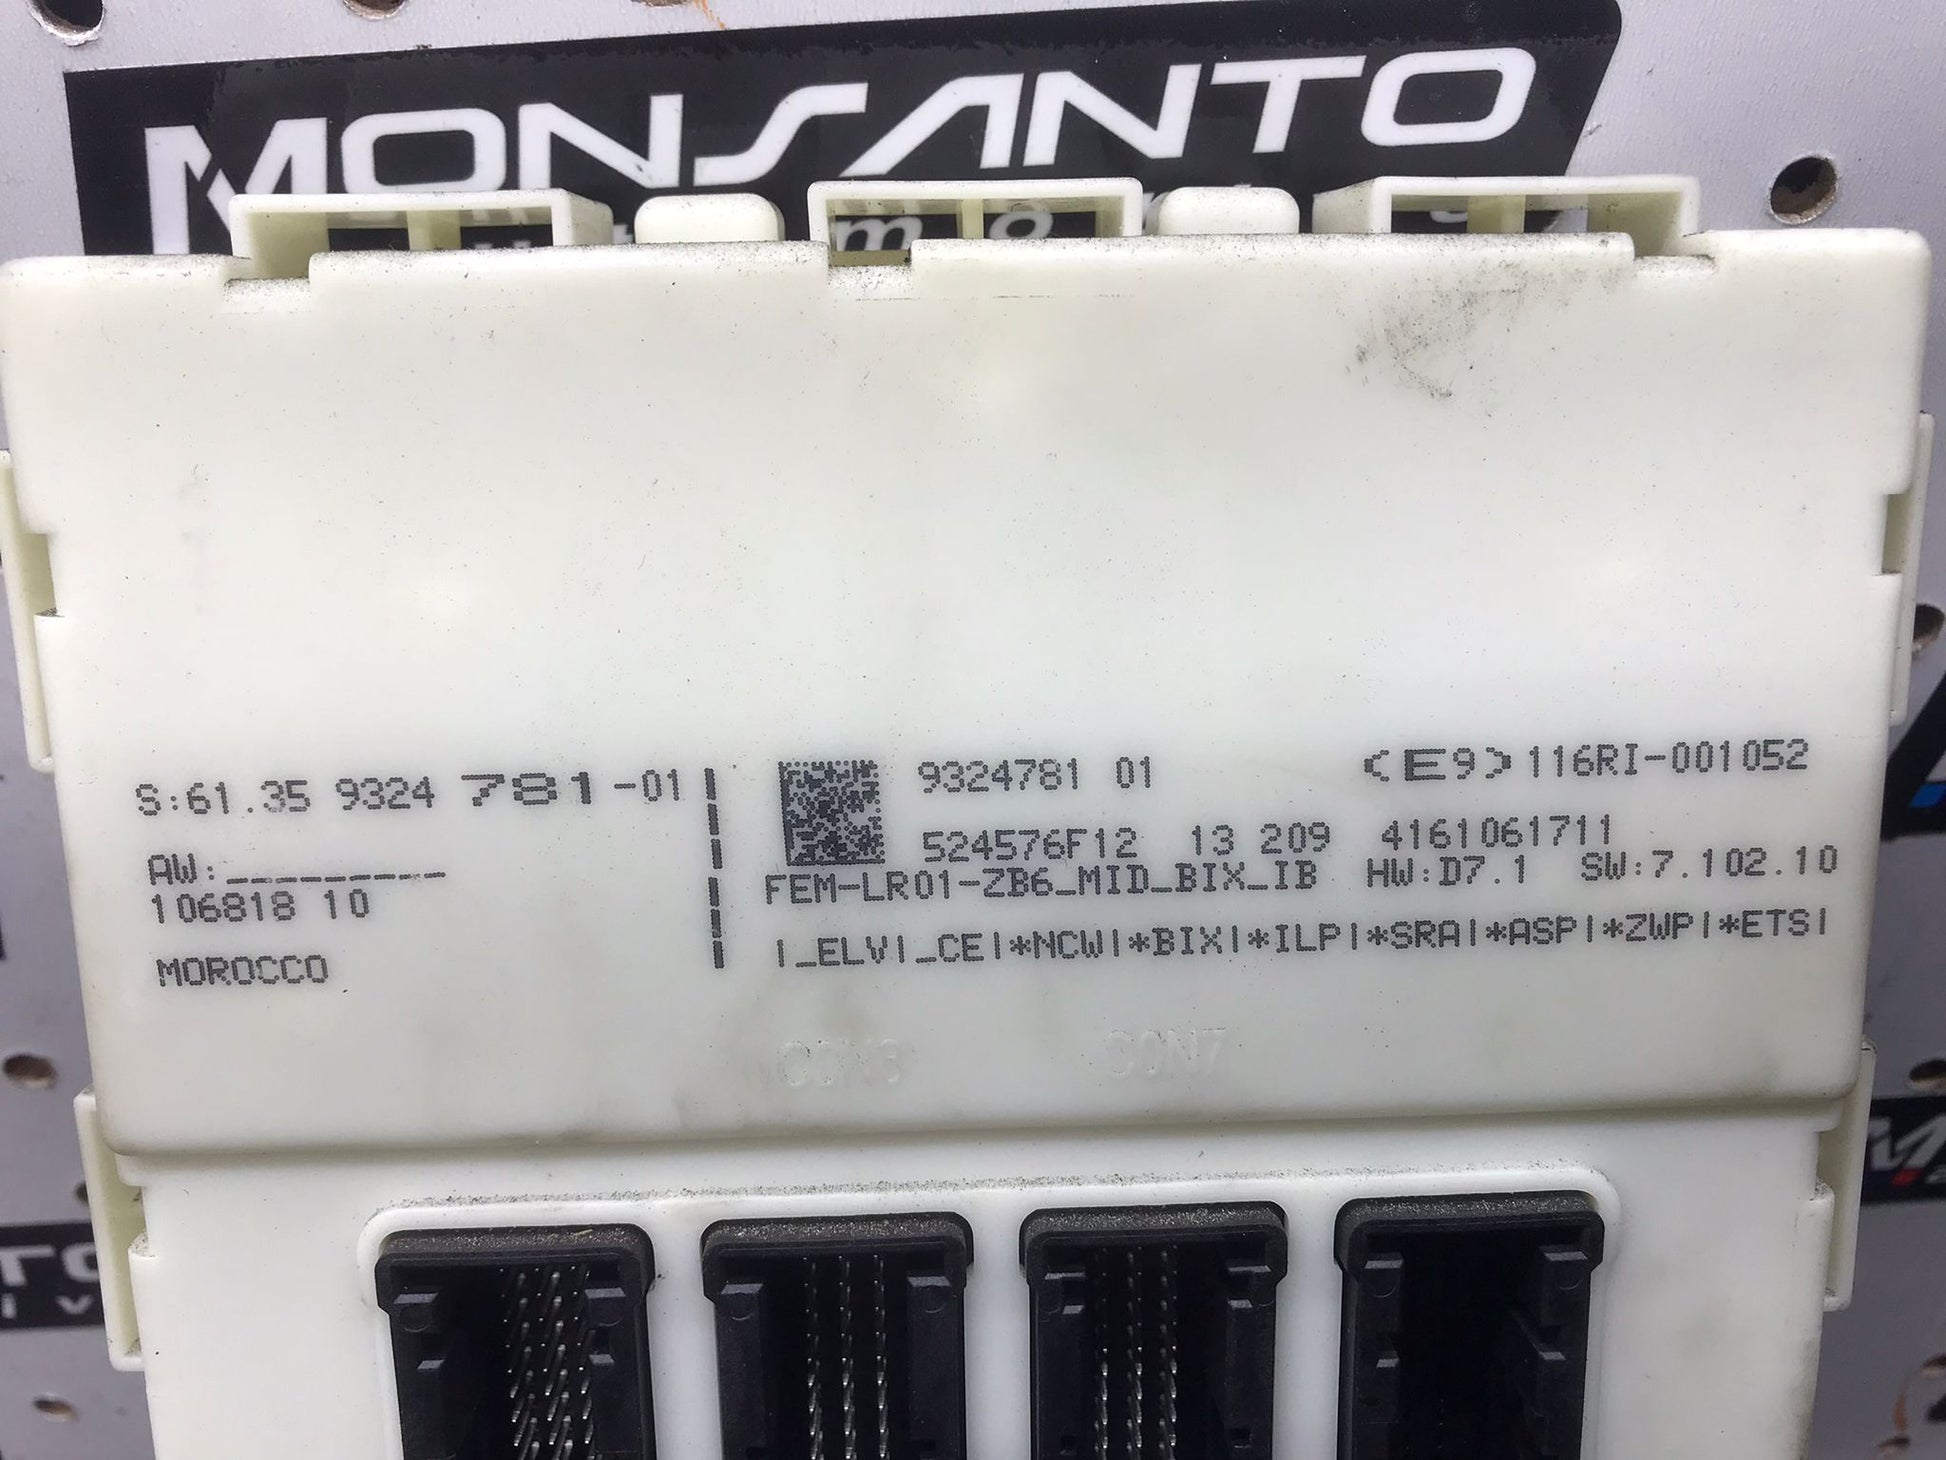 MONSANTO
S:61.35 9324 781-01
AW:_________
106818 10
MOROCCO
9324781 01
<E9>116RI-001052
524576F12 13 209 4161061711
FEM-LR01-ZB6_MID_BIX_IB HW:D7.1 SW:7.102.10
|_ELV|_CE|*NCW|*BIX|*ILP|*SRA|*ASP|*ZWP|*ETS|
CON3 CON7